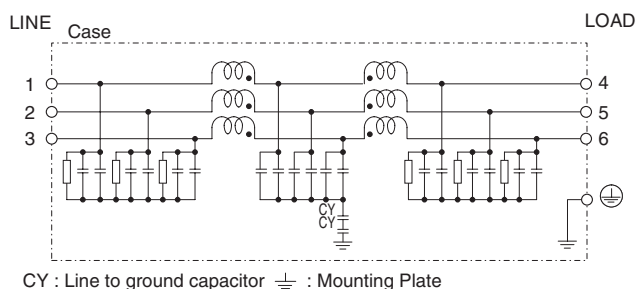 LINE
LOAD
Case
1
4
2
5
3
6
CY
CY
CY : Line to ground capacitor : Mounting Plate